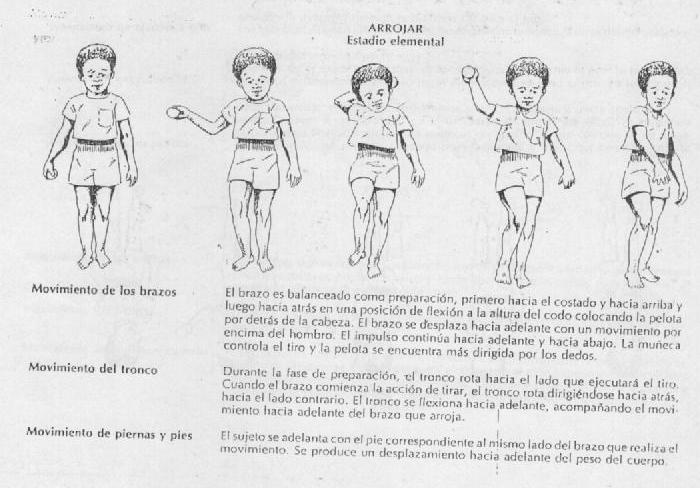 ARROJAR
Estadio elemental
Movimiento de los brazos
El brazo es balanceado como preparación, primero hacia el costado y hacia arriba y
luego hacia atrás en una posición de flexión a la altura del codo colocando la pelota
por detrás de la cabeza. El brazo se desplaza hacia adelante con un movimiento por
encima del hombro. El impulso continúa hacia adelante y hacia abajo. La muñeca
controla el tiro y la pelota se encuentra más dirigida por los dedos.
Movimiento del tronco
Durante la fase de preparación, el tronco rota hacia el lado que ejecutará el tiro.
Cuando el brazo comienza la acción de tirar, el tronco rota dirigiéndose hacia atrás,
hacia el lado contrario. El tronco se flexiona hacia adelante, acompañando el movi-
miento hacia adelante del brazo que arroja.
Movimiento de piernas y pies
El sujeto se adelanta con el pie correspondiente al mismo lado del brazo que realiza el
movimiento. Se produce un desplazamiento hacia adelante del peso del cuerpo.